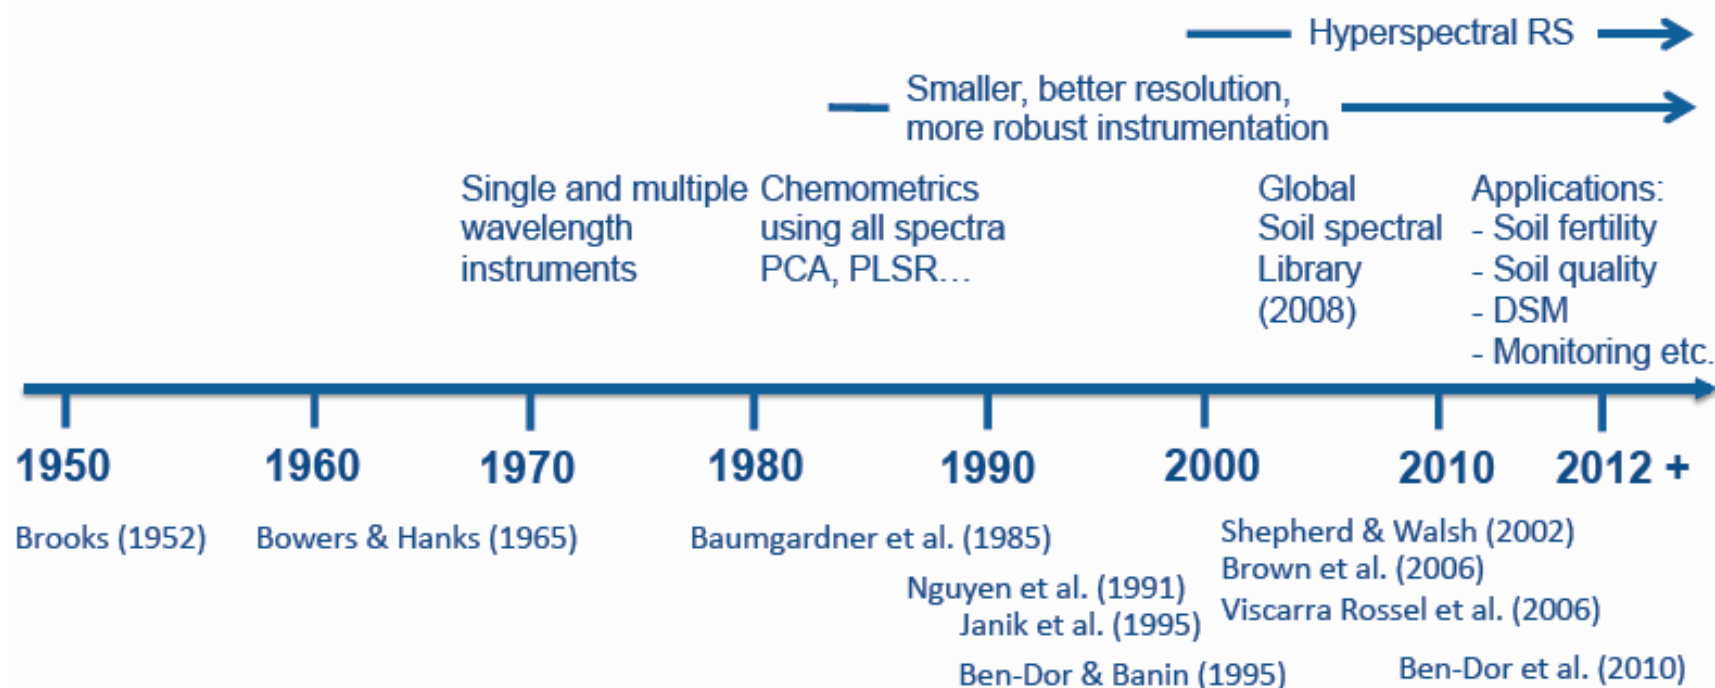 Hyperspectral RS
Smaller, better resolution,
more robust instrumentation
Single and multiple
wavelength
instruments
Chemometrics
using all spectra
PCA, PLSR...
Global
Soil spectral
Library
(2008)
Applications:
- Soil fertility
- Soil quality
- DSM
- Monitoring etc.
1950
1960
1970
1980
1990
2000
2010
2012 +
Brooks (1952)
Bowers & Hanks (1965)
Baumgardner et al. (1985)
Nguyen et al. (1991)
Janik et al. (1995)
Ben-Dor & Banin (1995)
Shepherd & Walsh (2002)
Brown et al. (2006)
Viscarra Rossel et al. (2006)
Ben-Dor et al. (2010)